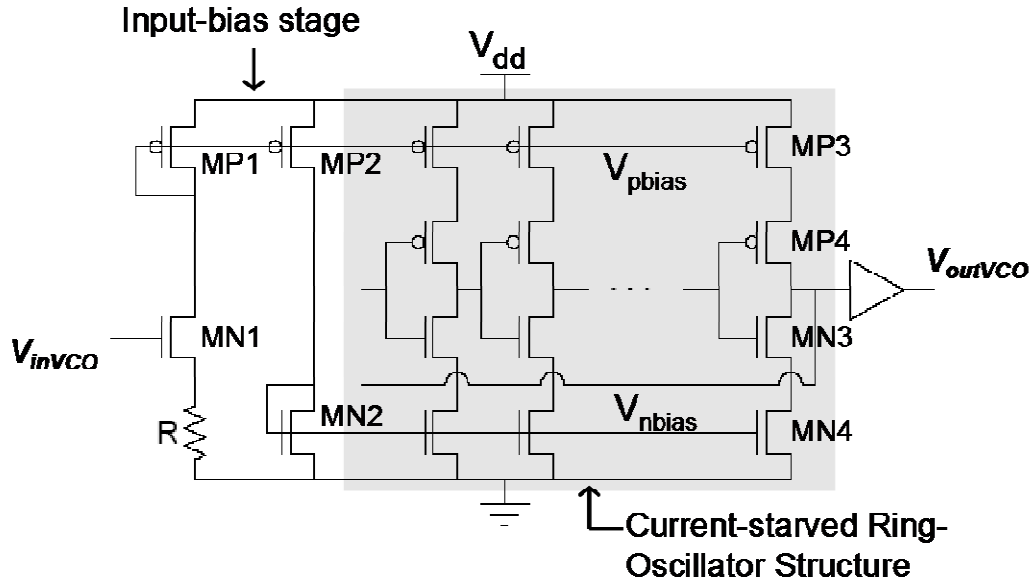 Input-bias stage
Vdd
MP1
MP2
MP3
Vpbias
MP4
VoutVCO
MN1
MN3
VinVCO
R
MN2
Vnbias
MN4
Current-starved Ring-
Oscillator Structure